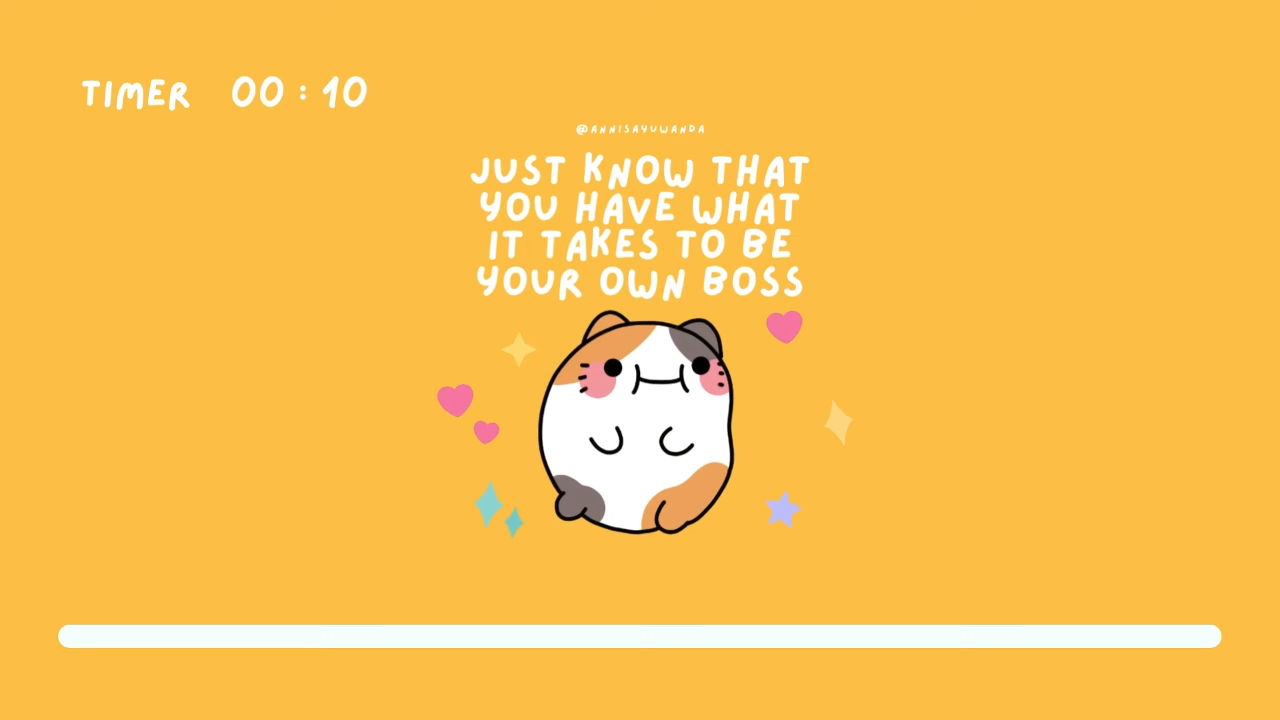 TIMER 00 : 10
@ANNISAYUWANDA
JUST KNOW THAT
YOU HAVE WHAT
IT TAKES TO BE
YOUR OWN BOSS